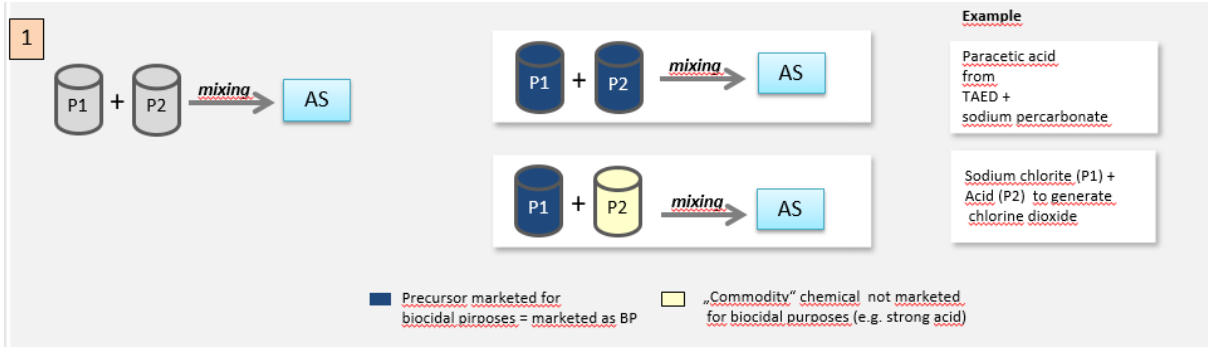 1
P1 + P2 mixing AS
P1 + P2 mixing AS
P1 + P2 mixing AS
Example
Paracetic acid
from
TAED +
sodium percarbonate
Sodium chlorite (P1) +
Acid (P2) to generate
chlorine dioxide
Precursor marketed for
biocidal pirposes = marketed as BP
„Commodity“ chemical not marketed
for biocidal purposes (e.g. strong acid)